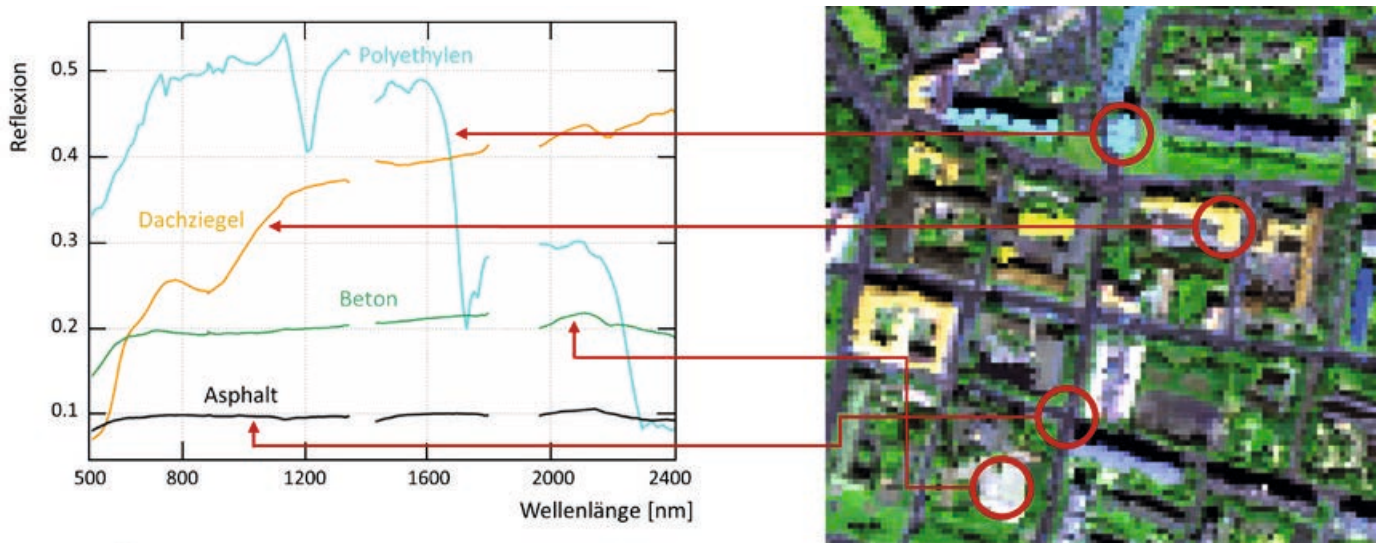 Reflexion
0.5
0.4
0.3
0.2
0.1
Polyethylen
Dachziegel
Beton
Asphalt
500 800 1200 1600 2000 2400
Wellenlänge [nm]